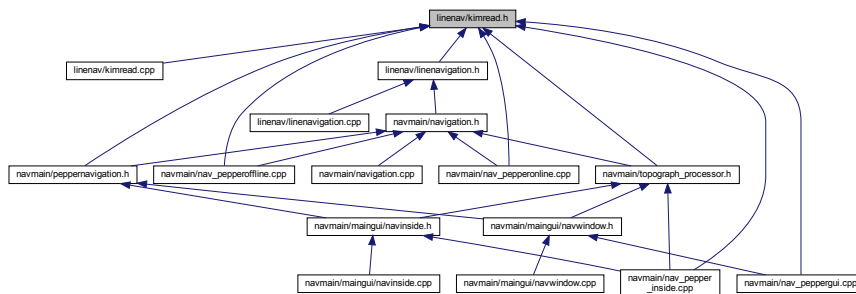 linenav/kimread.h
linenav/kimread.cpp
linenav/linenavigation.h
linenav/linenavigation.cpp
navmain/navigation.h
navmain/peppernavigation.h
navmain/nav_pepperoffline.cpp
navmain/navigation.cpp
navmain/nav_pepperonline.cpp
navmain/topograph_processor.h
navmain/maingui/navinside.h
navmain/maingui/navwindow.h
navmain/maingui/navinside.cpp
navmain/maingui/navwindow.cpp
navmain/nav_pepper
_inside.cpp
navmain/nav_peppergui.cpp